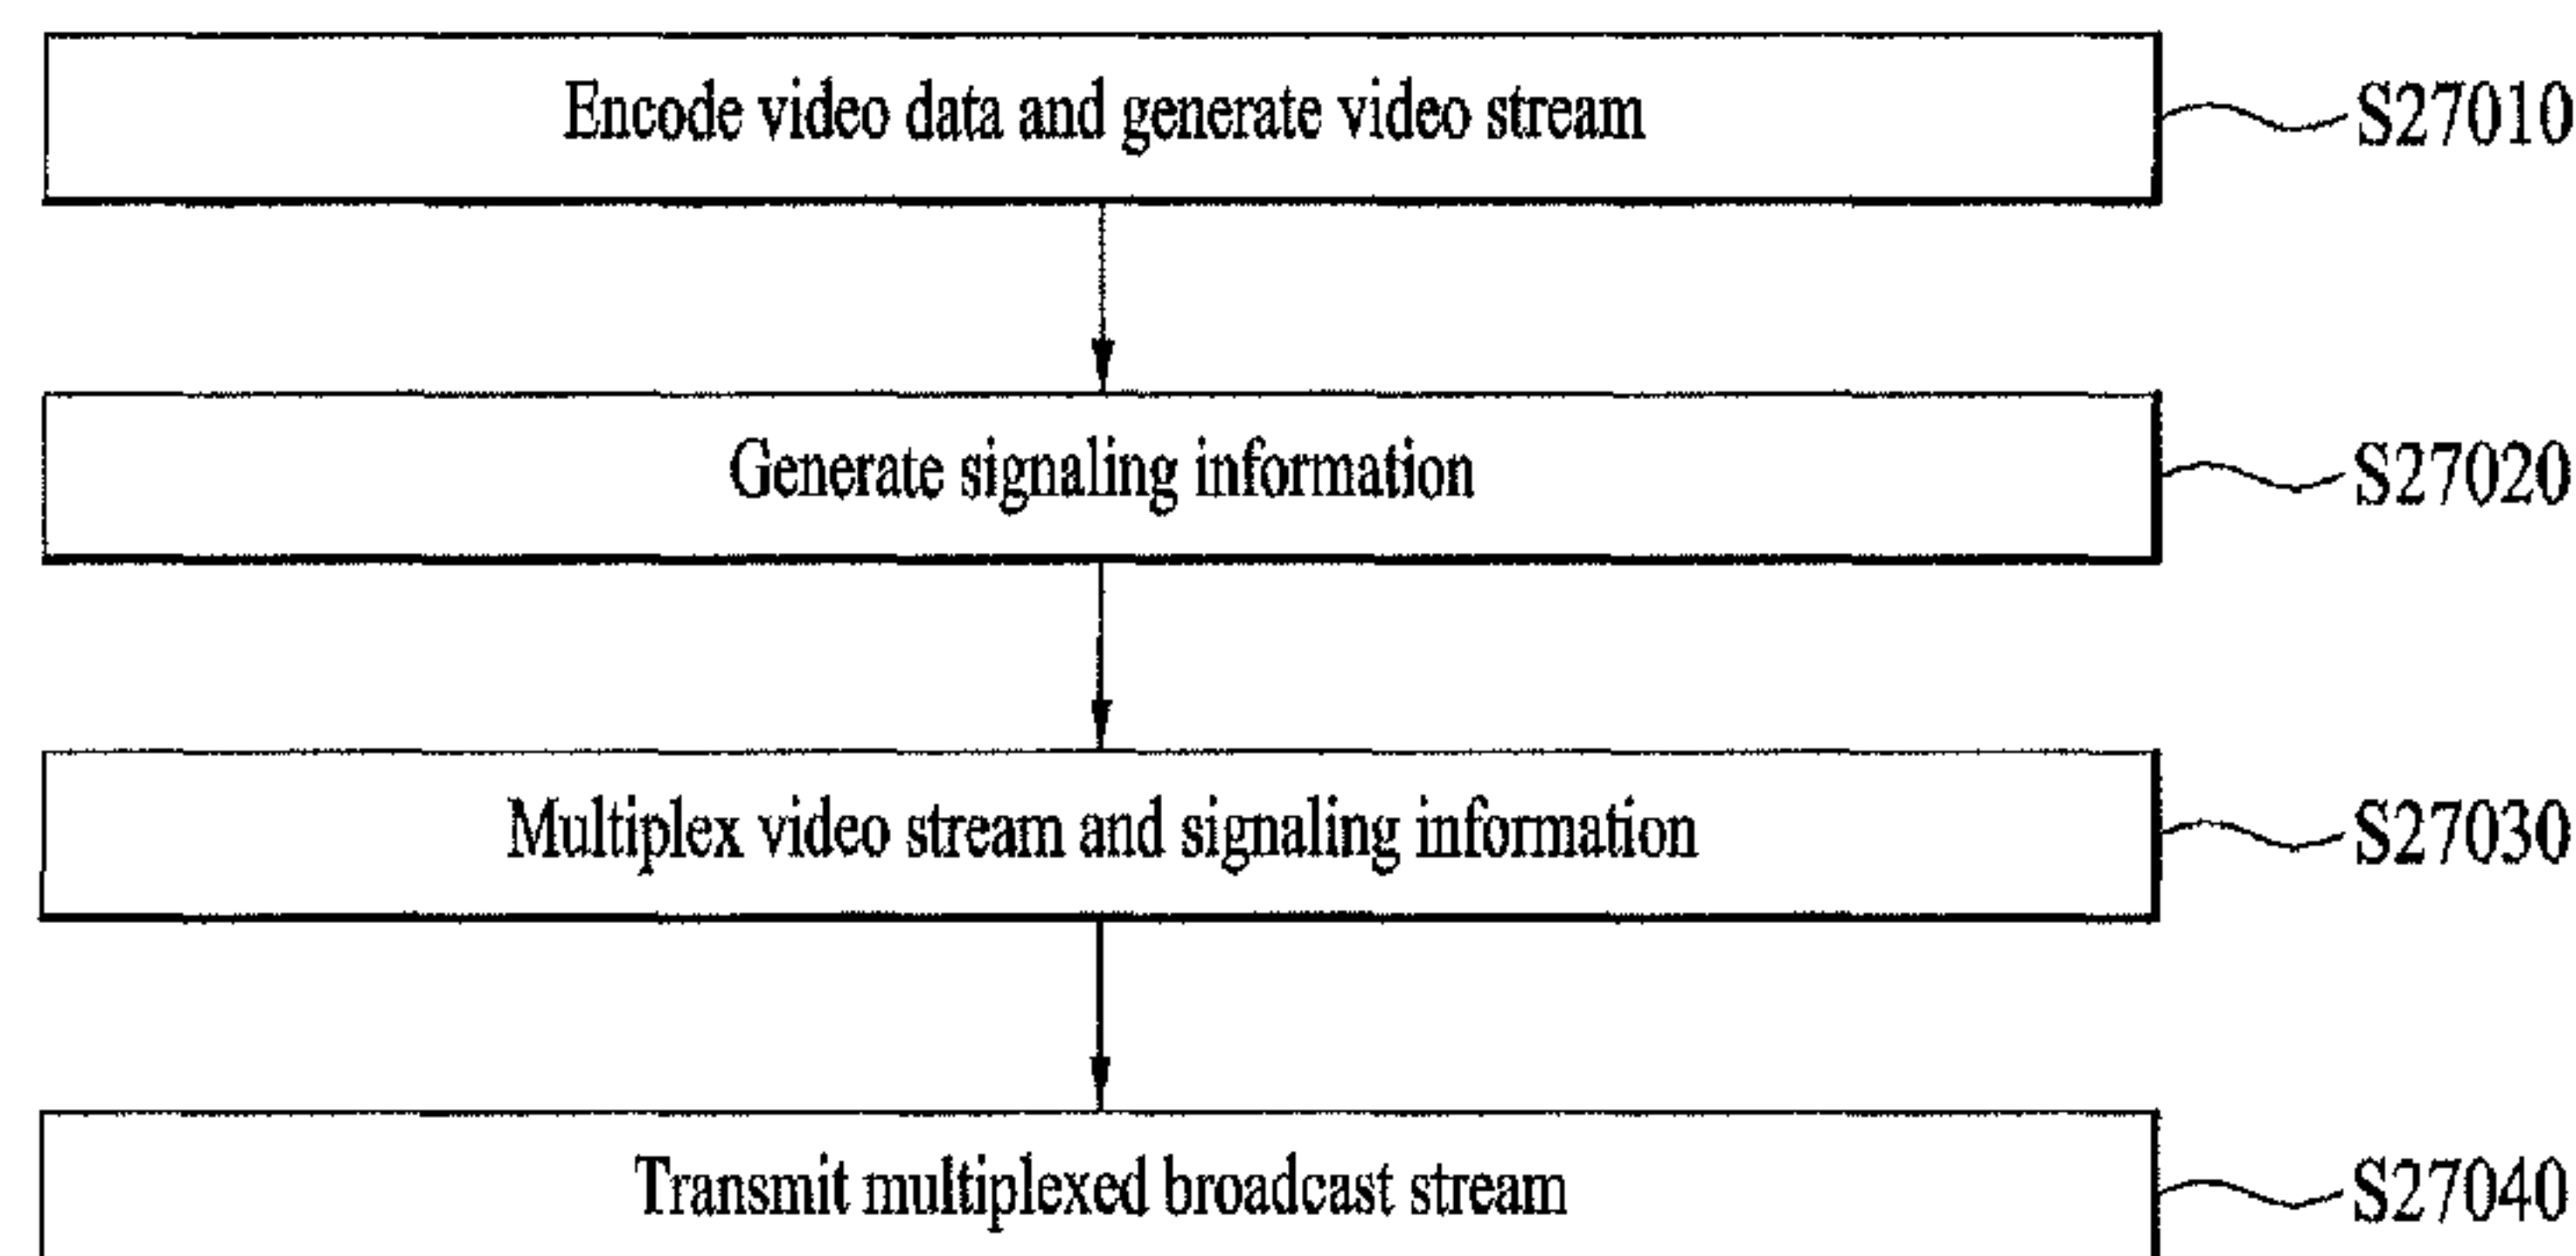 Encode video data and generate video stream
S27010
Generate signaling information
S27020
Multiplex video stream and signaling information
S27030
Transmit multiplexed broadcast stream
S27040